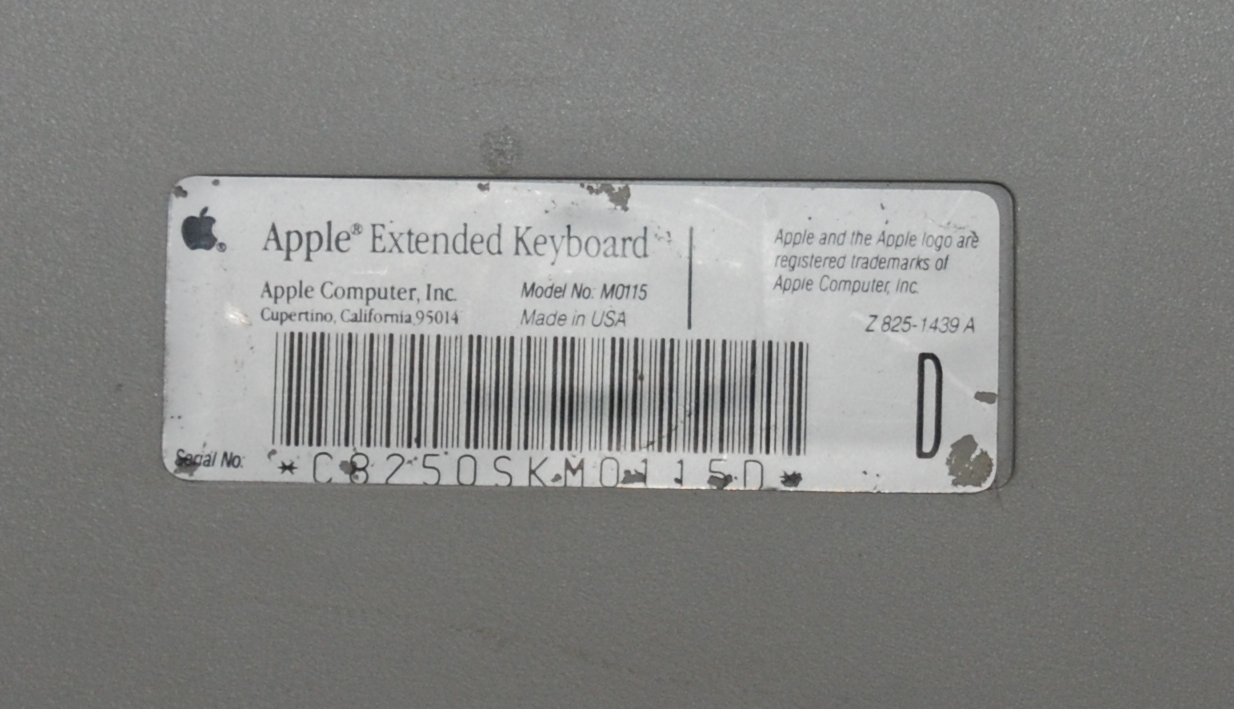 Apple® Extended Keyboard
Apple Computer, Inc.
Cupertino, California 95014
Model No: M0115
Made in USA
Apple and the Apple logo are
registered trademarks of
Apple Computer, Inc.
Z 825-1439 A
D
Serial No. *C8250SKM0115D*